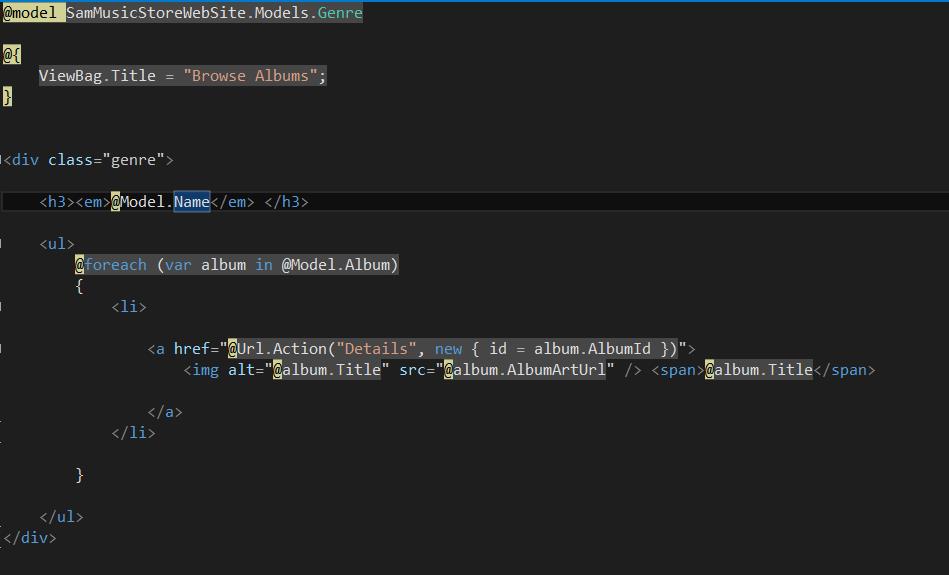 @model SamMusicStoreWebSite.Models.Genre
@{
ViewBag.Title = "Browse Albums";
}
<div class="genre">
<h3><em>@Model.Name</em> </h3>
<ul>
@foreach (var album in @Model.Album)
{
<li>
<a href="@Url.Action("Details", new { id = album.AlbumId })">
<img alt="@album.Title" src="@album.AlbumArtUrl" /> <span>@album.Title</span>
</a>
</li>
}
</ul>
</div>